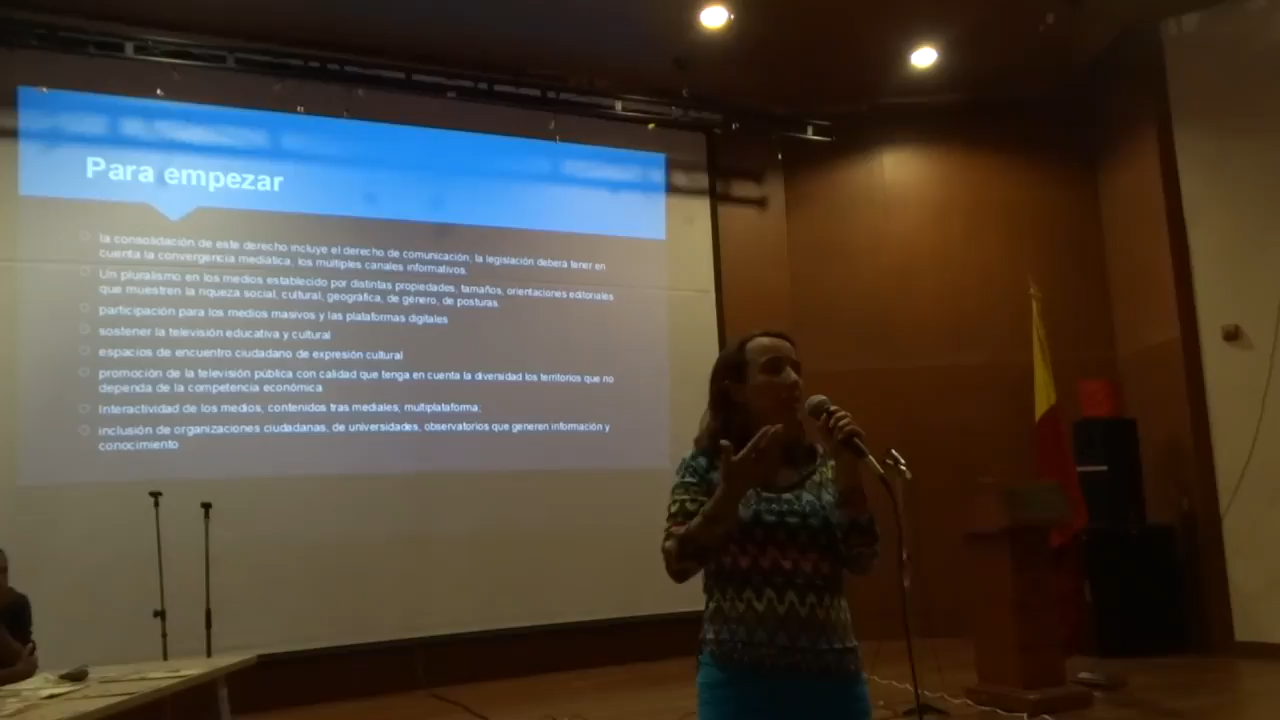 Para empezar
la consolidación de este derecho incluye el derecho de comunicación; la legislación deberá tener en
cuenta la convergencia mediática, los múltiples canales informativos.
Un pluralismo en los medios establecido por distintas propiedades, tamaños, orientaciones editoriales
que muestren la riqueza social, cultural, geográfica, de género, de posturas.
participación para los medios masivos y las plataformas digitales
sostener la televisión educativa y cultural
espacios de encuentro ciudadano de expresión cultural
promoción de la televisión pública con calidad que tenga en cuenta la diversidad los territorios que no
dependa de la competencia económica
Interactividad de los medios, contenidos tras mediales, multiplataforma;
inclusión de organizaciones ciudadanas, de universidades, observatorios que generen información y
conocimiento